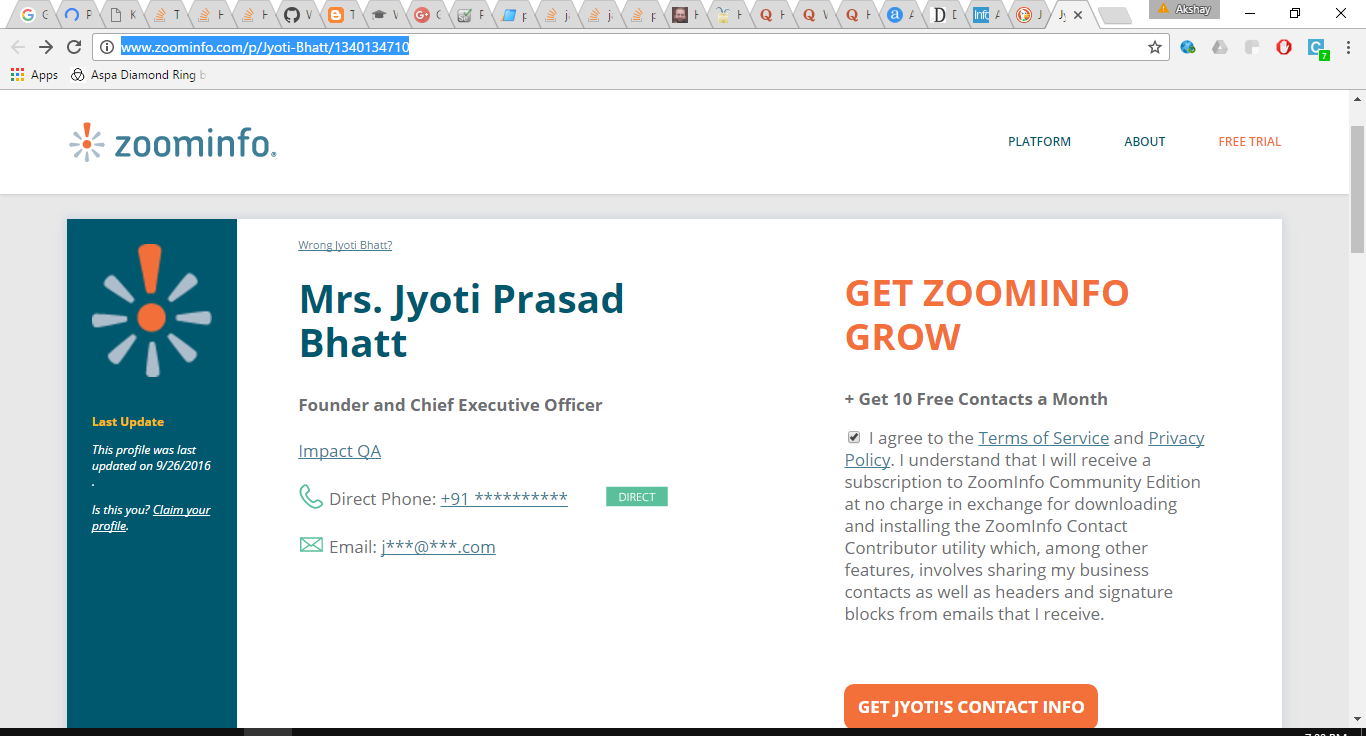 Akshay
www.zoominfo.com/p/Jyoti-Bhatt/1340134710
7
Apps
Aspa Diamond Ring b
zoominfo
PLATFORM
ABOUT
FREE TRIAL
Wrong Jyoti Bhatt?
Mrs. Jyoti Prasad
Bhatt
Founder and Chief Executive Officer
Impact QA
Direct Phone: +91 **********
DIRECT
Email: j***@***.com
Last Update
This profile was last
updated on 9/26/2016
.
Is this you? Claim your
profile.
GET ZOOMINFO
GROW
+ Get 10 Free Contacts a Month
I agree to the Terms of Service and Privacy
Policy. I understand that I will receive a
subscription to ZoomInfo Community Edition
at no charge in exchange for downloading
and installing the ZoomInfo Contact
Contributor utility which, among other
features, involves sharing my business
contacts as well as headers and signature
blocks from emails that I receive.
GET JYOTI'S CONTACT INFO